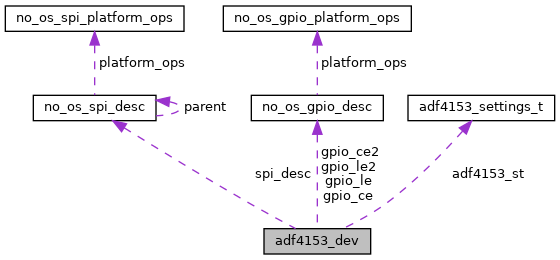 no_os_spi_platform_ops
no_os_gpio_platform_ops
platform_ops
platform_ops
no_os_spi_desc
parent
no_os_gpio_desc
adf4153_settings_t
spi_desc
gpio_ce2
gpio_le2
gpio_le
gpio_ce
adf4153_st
adf4153_dev